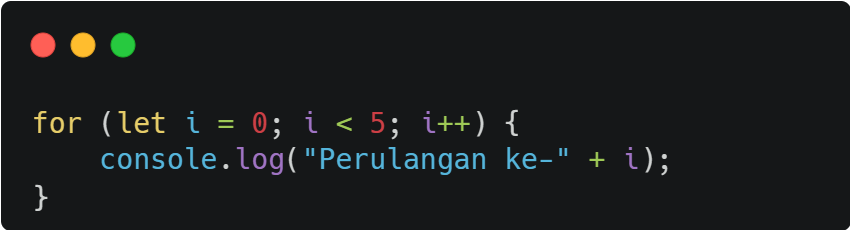 for (let i = 0; i < 5; i++) {
    console.log("Perulangan ke-" + i);
}